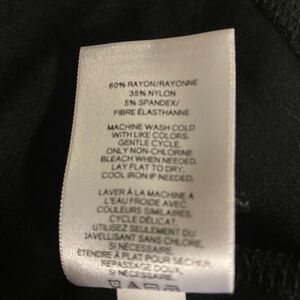 60% RAYON/RAYONNE
35% NYLON
5% SPANDEX/
FIBRE ÉLASTHANNE
MACHINE WASH COLD
WITH LIKE COLORS.
GENTLE CYCLE.
ONLY NON-CHLORINE
BLEACH WHEN NEEDED.
LAY FLAT TO DRY.
COOL IRON IF NEEDED.
LAVER À LA MACHINE À
L'EAU FROIDE AVEC
COULEURS SIMILAIRES.
CYCLE DÉLICAT.
UTILISEZ SEULEMENT DU
JAVELLISANT SANS CHLORE,
SI NÉCESSAIRE.
ÉTENDRE À PLAT POUR SÉCHER.
REPASSAGE DOUX,
SI NÉCESSAIRE.